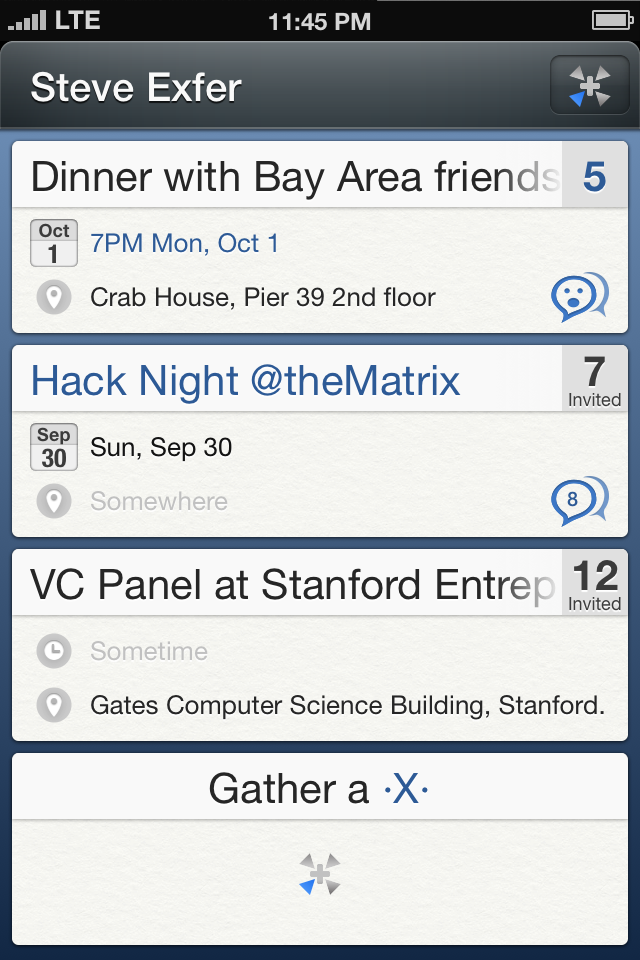 LTE 11:45 PM
Steve Exfer
Dinner with Bay Area friends 5
Oct
1
7PM Mon, Oct 1
Crab House, Pier 39 2nd floor
Hack Night @theMatrix 7
Invited
Sep
30
Sun, Sep 30
Somewhere
8
VC Panel at Stanford Entrep 12
Invited
Sometime
Gates Computer Science Building, Stanford.
Gather a ·X·